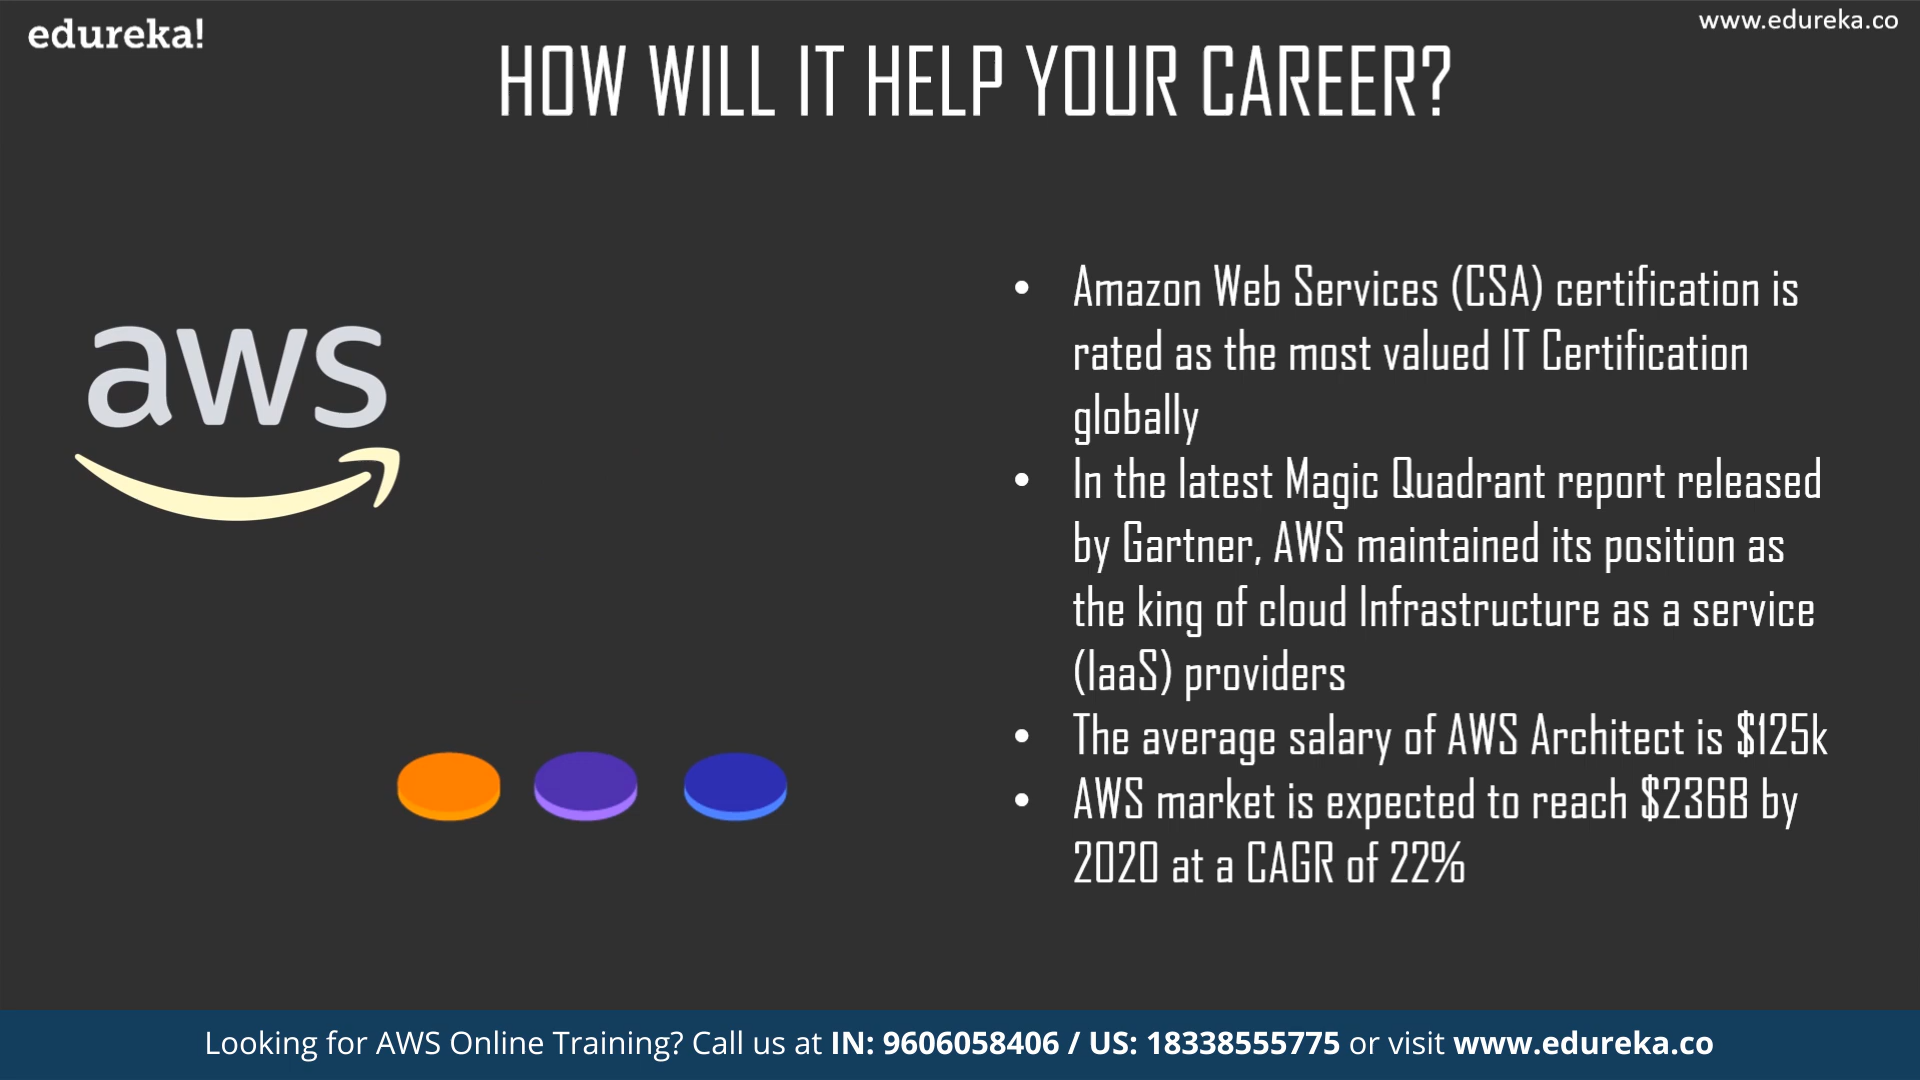 edureka!
www.edureka.co
HOW WILL IT HELP YOUR CAREER?
aws
• Amazon Web Services (CSA) certification is
rated as the most valued IT Certification
globally
• In the latest Magic Quadrant report released
by Gartner, AWS maintained its position as
the king of cloud Infrastructure as a service
(IaaS) providers
• The average salary of AWS Architect is $125k
• AWS market is expected to reach $236B by
2020 at a CAGR of 22%
Looking for AWS Online Training? Call us at IN: 9606058406 / US: 18338555775 or visit www.edureka.co